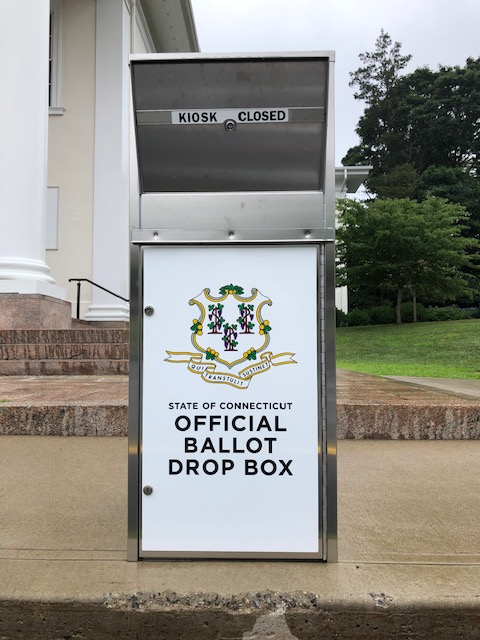 KIOSK CLOSED
QUI TRANSTULIT SUSTINET
STATE OF CONNECTICUT
OFFICIAL
BALLOT
DROP BOX